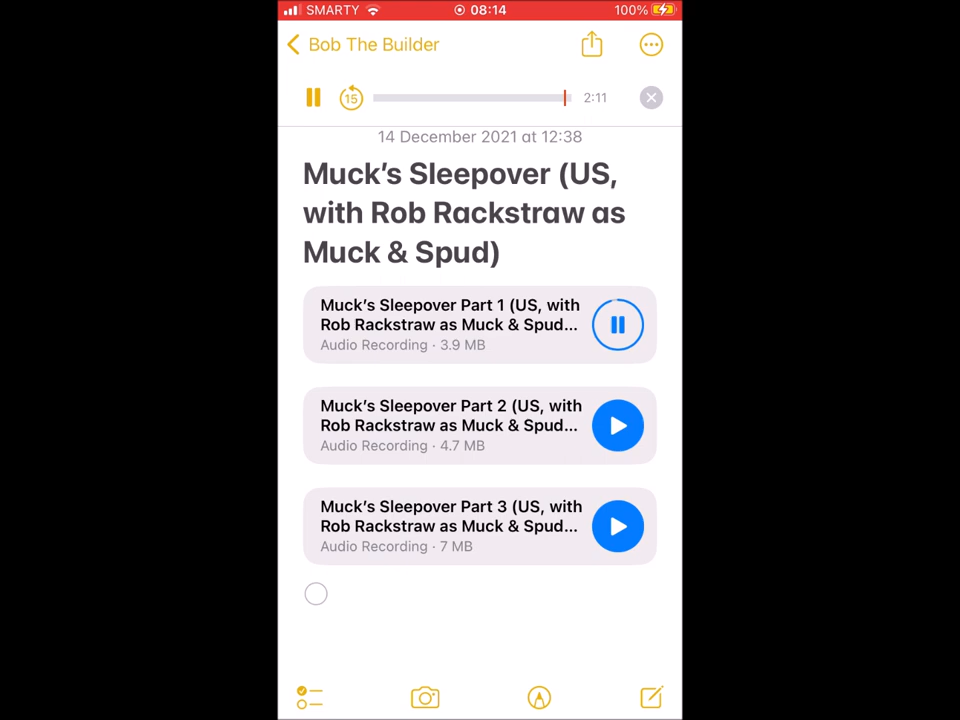 SMARTY 08:14 100%
Bob The Builder
15 2:11
14 December 2021 at 12:38
Muck’s Sleepover (US,
with Rob Rackstraw as
Muck & Spud)
Muck’s Sleepover Part 1 (US, with
Rob Rackstraw as Muck & Spud...
Audio Recording · 3.9 MB
Muck’s Sleepover Part 2 (US, with
Rob Rackstraw as Muck & Spud...
Audio Recording · 4.7 MB
Muck’s Sleepover Part 3 (US, with
Rob Rackstraw as Muck & Spud...
Audio Recording · 7 MB